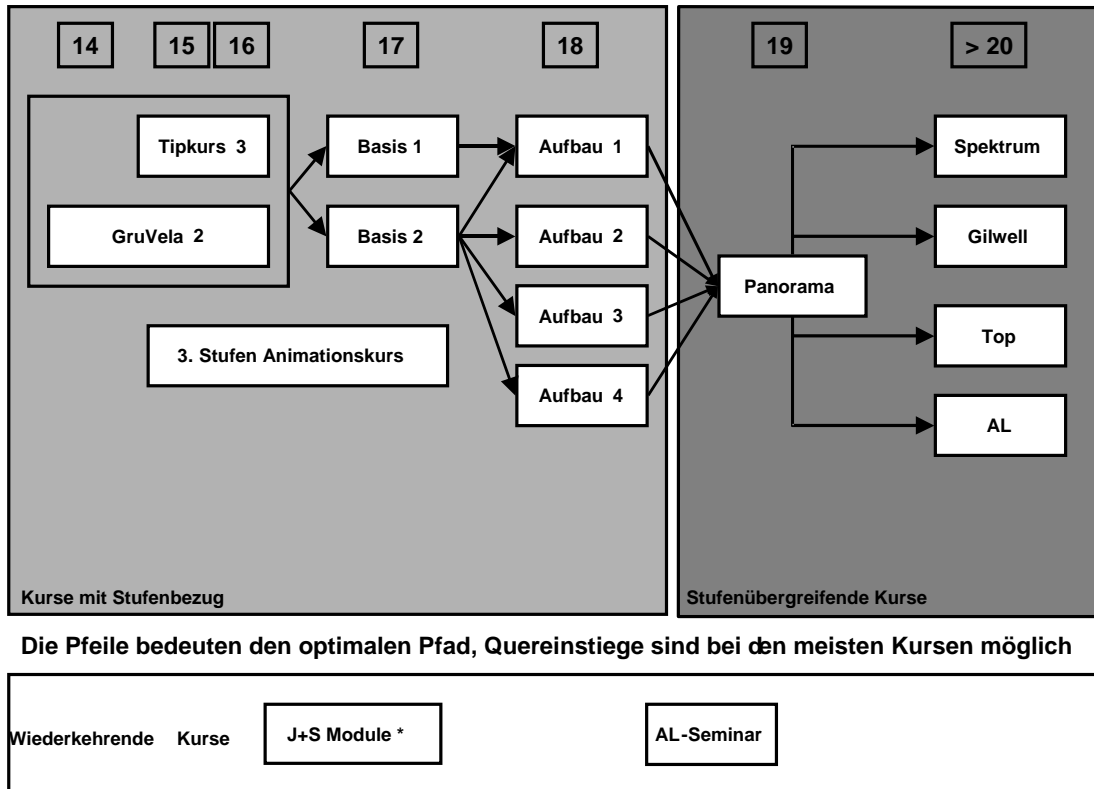 14 15 16 17 18 19 > 20
Tipkurs 3 Basis 1 Aufbau 1 Spektrum
GruVela 2 Basis 2 Aufbau 2 Gilwell
Panorama
Aufbau 3 Top
3. Stufen Animationskurs
Aufbau 4 AL
Kurse mit Stufenbezug Stufenübergreifende Kurse
Die Pfeile bedeuten den optimalen Pfad, Quereinstiege sind bei den meisten Kursen möglich
Wiederkehrende Kurse J+S Module * AL-Seminar